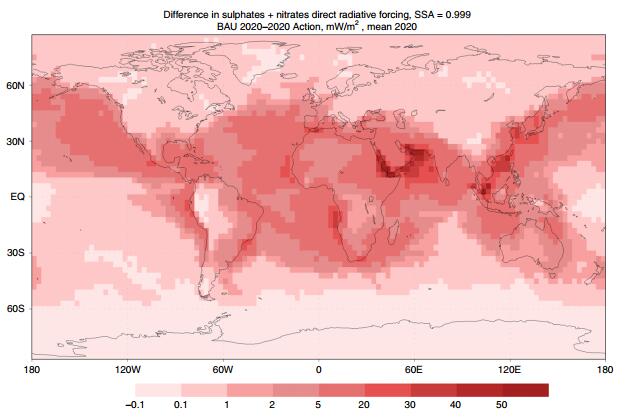 Difference in sulphates + nitrates direct radiative forcing, SSA = 0.999
BAU 2020–2020 Action, mW/m² , mean 2020
60N
30N
EQ
30S
60S
180 120W 60W 0 60E 120E 180
−0.1 0.1 1 2 5 20 30 40 50